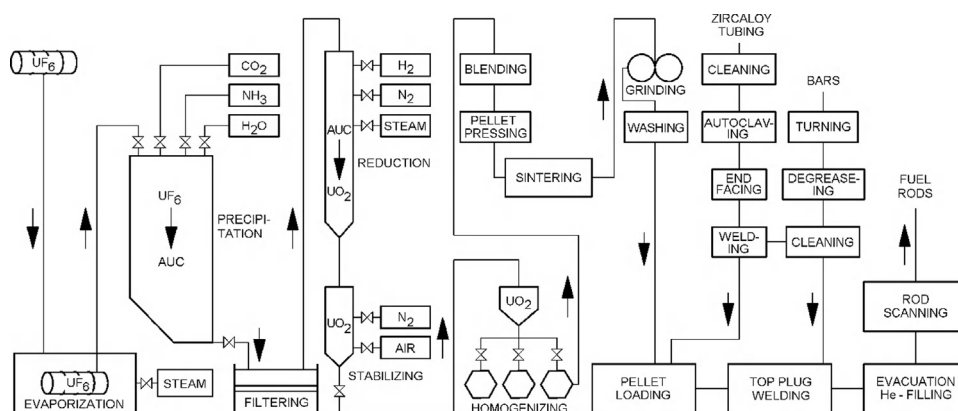 UF6
CO2
NH3
H2O
UF6
AUC
PRECIPI-
TATION
UF6
EVAPORIZATION
STEAM
FILTERING
H2
N2
STEAM
AUC
REDUCTION
UO2
UO2
N2
AIR
STABILIZING
BLENDING
PELLET
PRESSING
SINTERING
UO2
HOMOGENIZING
GRINDING
WASHING
ZIRCALOY
TUBING
CLEANING
AUTOCLAV-
ING
END
FACING
WELD-
ING
BARS
TURNING
DEGREASE-
ING
CLEANING
PELLET
LOADING
TOP PLUG
WELDING
FUEL
RODS
ROD
SCANNING
EVACUATION
He - FILLING